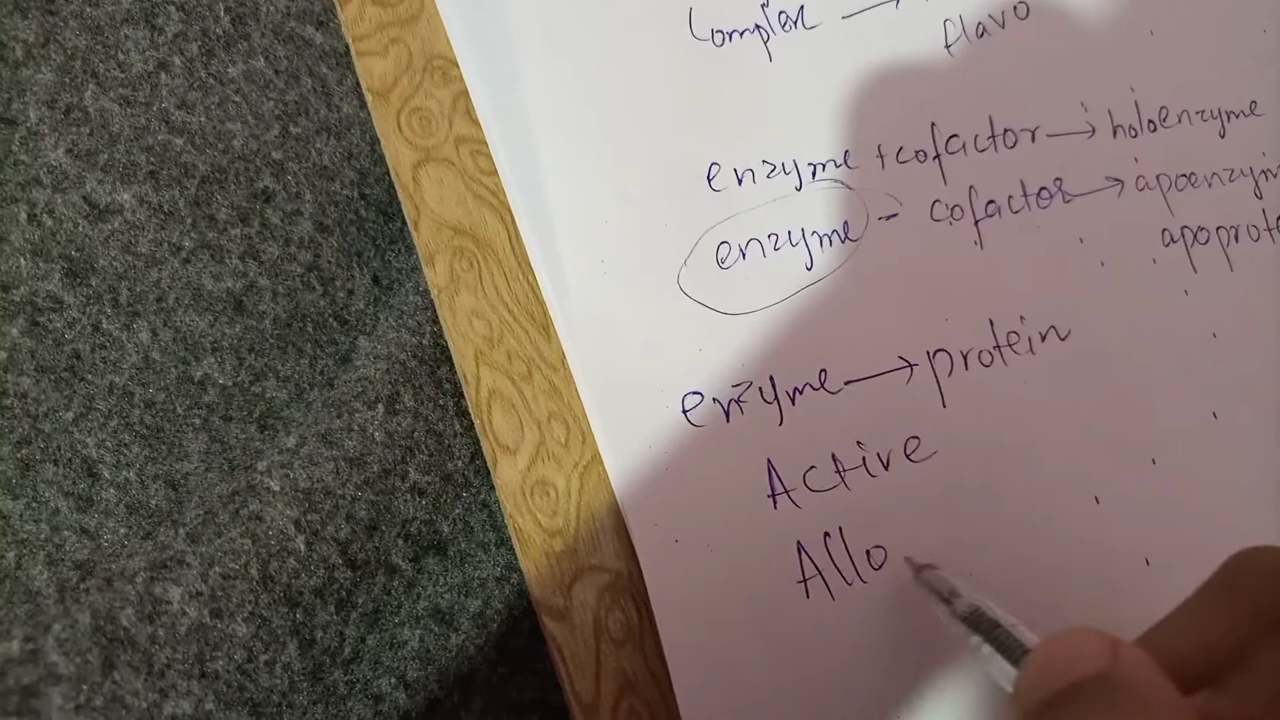 Complex →
flavo
enzyme + cofactor → holoenzyme
enzyme - cofactor → apoenzym
apoprote
enzyme → protein
Active
Allo